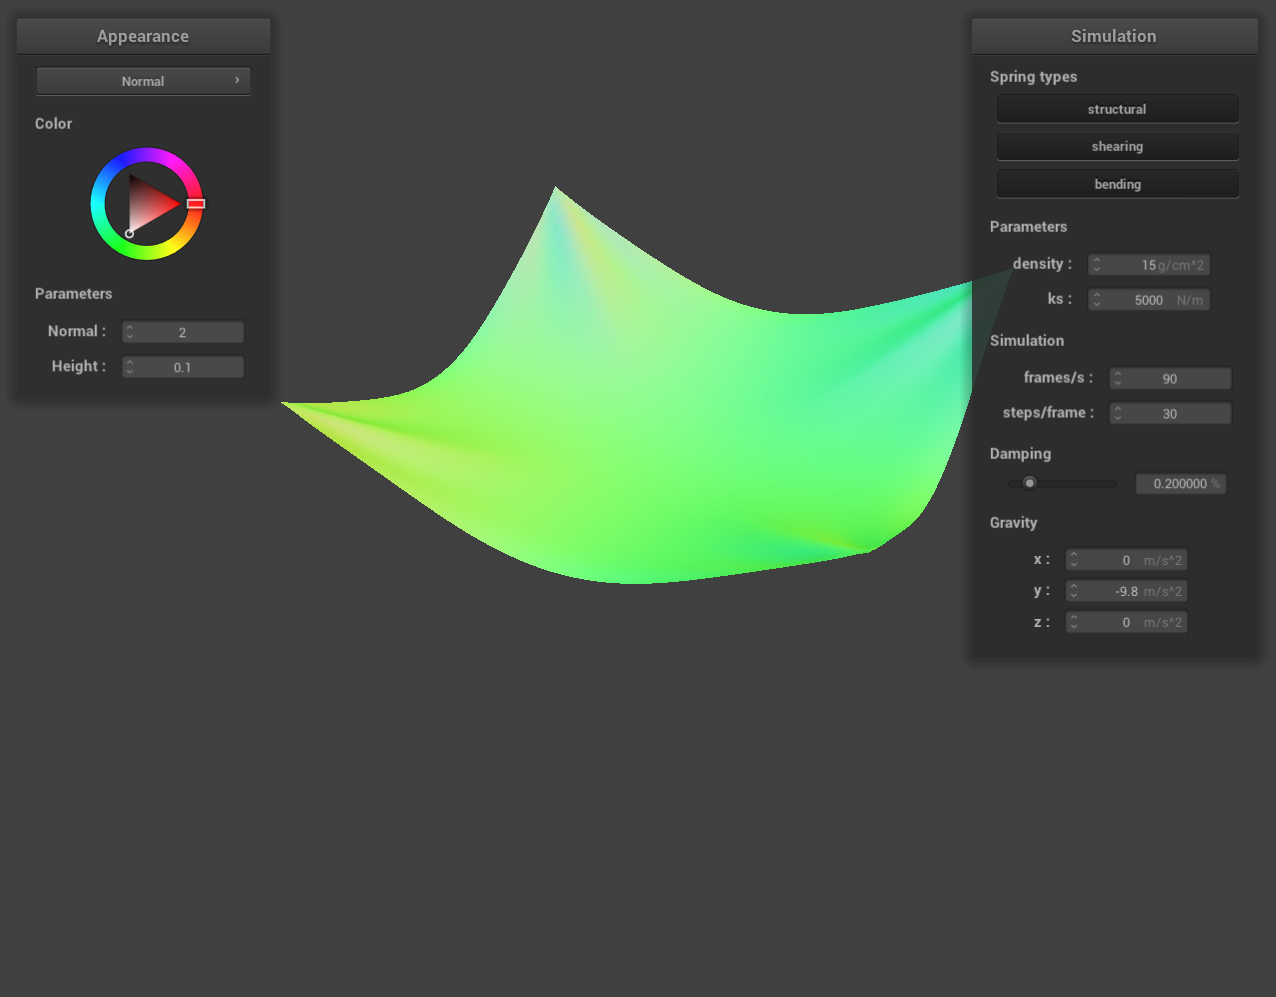 Appearance
Normal
Color
Parameters
Normal : 2
Height : 0.1
Simulation
Spring types
structural
shearing
bending
Parameters
density : 15 g/cm^2
ks : 5000 N/m
Simulation
frames/s : 90
steps/frame : 30
Damping
0.200000 %
Gravity
x : 0 m/s^2
y : -9.8 m/s^2
z : 0 m/s^2